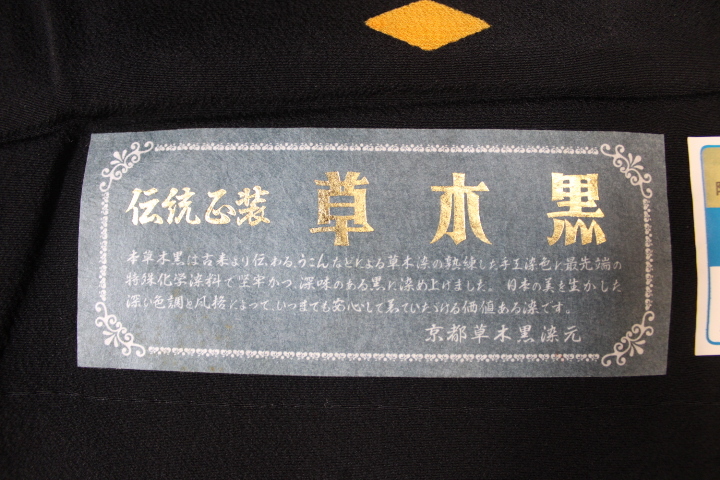 伝統正装 草木黒
本草木黒は古来より伝わる、うこんなどによる草木染の熟練した手工染色に最先端の
特殊化学染料で堅牢かつ、深味のある黒に染め上げました。日本の美を生かした
深い色調と風格によって、いつまでも安心して着ていただける価値ある染です。
京都草木黒染元